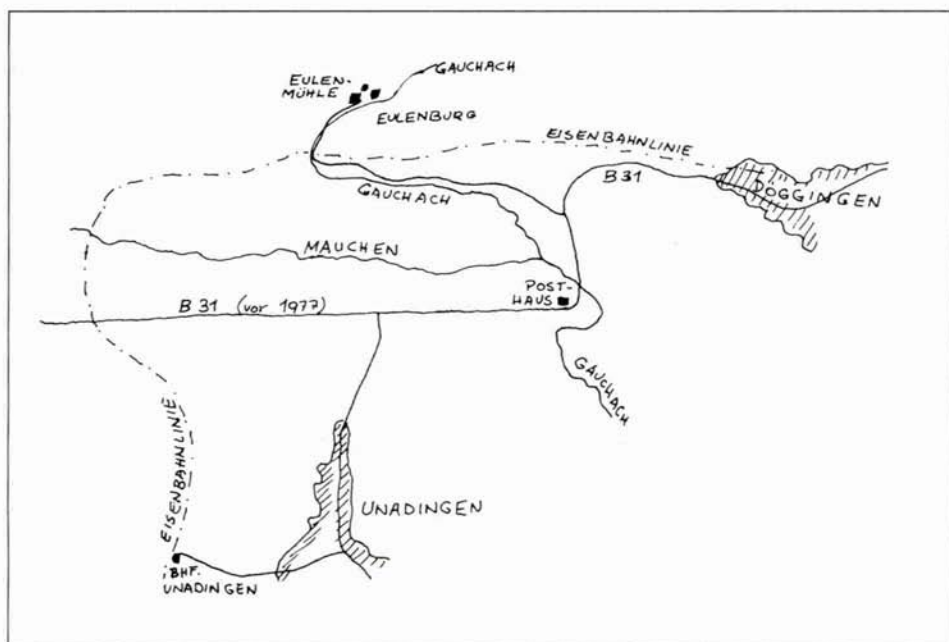 GAUCHACH
EULEN-
MÜHLE
EULENBURG
EISENBAHNLINIE
B 31
DÖGGINGEN
GAUCHACH
MAUCHEN
POST-
HAUS
B 31 (vor 1977)
GAUCHACH
EISENBAHNLINIE
UNADINGEN
BHF.
UNADINGEN